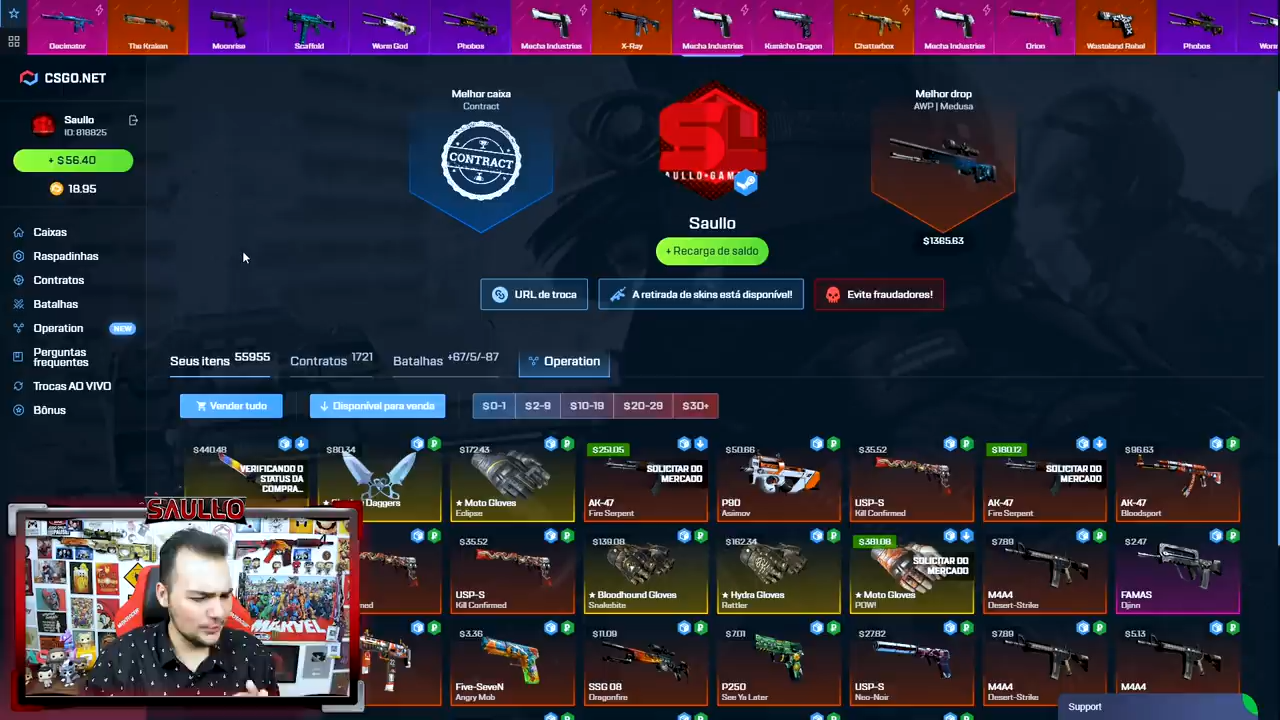 Decimator
The Kraken
Moonrise
Scaffold
Worm God
Phobos
Mecha Industries
X-Ray
Mecha Industries
Kumicho Dragon
Chatterbox
Mecha Industries
Orion
Wasteland Rebel
Phobos
Worm
CSGO.NET
Saullo
ID: 818825
+ $56.40
18.95
Caixas
Raspadinhas
Contratos
Batalhas
Operation NEW
Perguntas
frequentes
Trocas AO VIVO
Bônus
Melhor caixa
Contract
CONTRACT
SL
Saullo
+ Recarga de saldo
Melhor drop
AWP | Medusa
$1365.63
URL de troca
A retirada de skins está disponível!
Evite fraudadores!
Seus itens 55955
Contratos 1721
Batalhas +67/5/-87
Operation
Vender tudo
Disponível para venda
$0-1
$2-9
$10-19
$20-29
$30+
$440.48
VERIFICANDO O
STATUS DA
COMPRA...
$80.34
Daggers
$172.43
★ Moto Gloves
Eclipse
$251.05
SOLICITAR DO
MERCADO
AK-47
Fire Serpent
$50.66
P90
Asiimov
$35.52
USP-S
Kill Confirmed
$180.12
SOLICITAR DO
MERCADO
AK-47
Fire Serpent
$96.63
AK-47
Bloodsport
$35.52
USP-S
Kill Confirmed
$139.08
★ Bloodhound Gloves
Snakebite
$162.34
★ Hydra Gloves
Rattler
$381.08
SOLICITAR DO
MERCADO
★ Moto Gloves
POW!
$7.89
M4A4
Desert-Strike
$2.47
FAMAS
Djinn
$3.36
Five-SeveN
Angry Mob
$11.09
SSG 08
Dragonfire
$7.01
P250
See Ya Later
$27.82
USP-S
Neo-Noir
$7.89
M4A4
Desert-Strike
$5.13
M4A4
Support
SAULLO
MARVEL